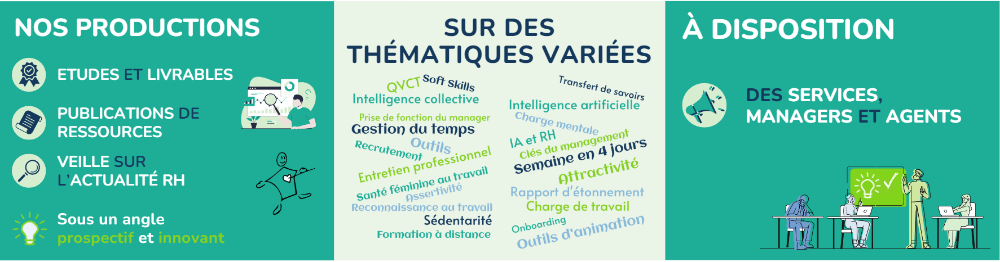 NOS PRODUCTIONS
ETUDES ET LIVRABLES
PUBLICATIONS DE
RESSOURCES
VEILLE SUR
L'ACTUALITÉ RH
Sous un angle
prospectif et innovant
SUR DES
THÉMATIQUES VARIÉES
QVCT
Soft Skills
Intelligence collective
Prise de fonction du manager
Gestion du temps
Outils
Recrutement
Entretien professionnel
Santé féminine au travail
Assertivité
Reconnaissance au travail
Sédentarité
Formation à distance
Transfert de savoirs
Intelligence artificielle
Charge mentale
IA et RH
Clés du management
Semaine en 4 jours
Attractivité
Rapport d'étonnement
Charge de travail
Onboarding
Outils d'animation
À DISPOSITION
DES SERVICES,
MANAGERS ET AGENTS